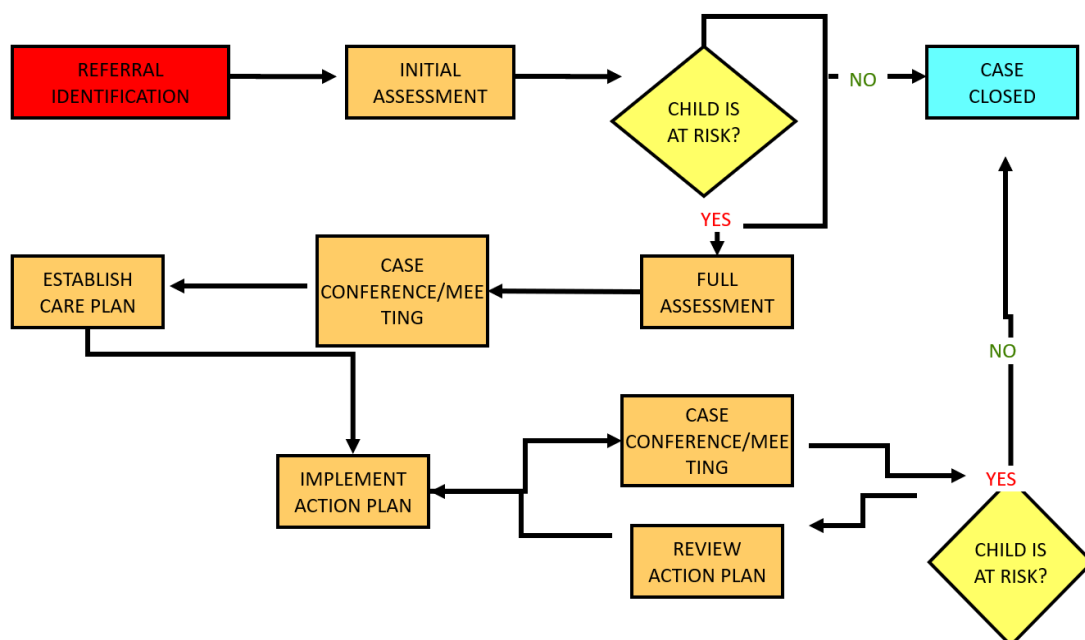 REFERRAL
IDENTIFICATION
INITIAL
ASSESSMENT
CHILD IS
AT RISK?
NO
CASE
CLOSED
YES
ESTABLISH
CARE PLAN
CASE
CONFERENCE/MEE
TING
FULL
ASSESSMENT
NO
IMPLEMENT
ACTION PLAN
CASE
CONFERENCE/MEE
TING
YES
REVIEW
ACTION PLAN
CHILD IS
AT RISK?